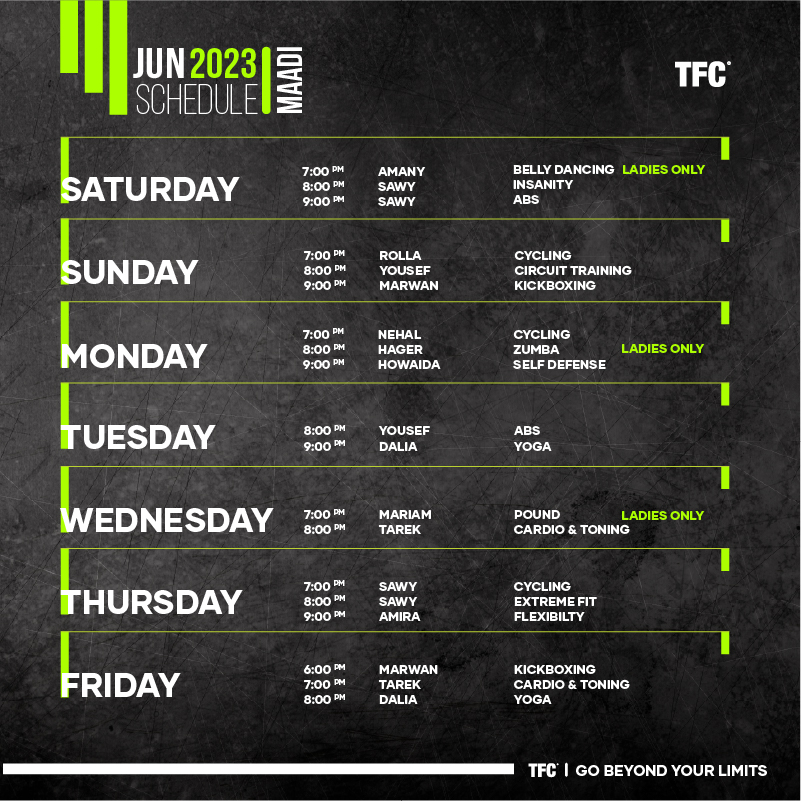 JUN 2023
SCHEDULE
MAADI
TFC
SATURDAY
7:00 PM AMANY BELLY DANCING LADIES ONLY
8:00 PM SAWY INSANITY
9:00 PM SAWY ABS
SUNDAY
7:00 PM ROLLA CYCLING
8:00 PM YOUSEF CIRCUIT TRAINING
9:00 PM MARWAN KICKBOXING
MONDAY
7:00 PM NEHAL CYCLING
8:00 PM HAGER ZUMBA LADIES ONLY
9:00 PM HOWAIDA SELF DEFENSE
TUESDAY
8:00 PM YOUSEF ABS
9:00 PM DALIA YOGA
WEDNESDAY
7:00 PM MARIAM POUND LADIES ONLY
8:00 PM TAREK CARDIO & TONING
THURSDAY
7:00 PM SAWY CYCLING
8:00 PM SAWY EXTREME FIT
9:00 PM AMIRA FLEXIBILTY
FRIDAY
6:00 PM MARWAN KICKBOXING
7:00 PM TAREK CARDIO & TONING
8:00 PM DALIA YOGA
TFC | GO BEYOND YOUR LIMITS